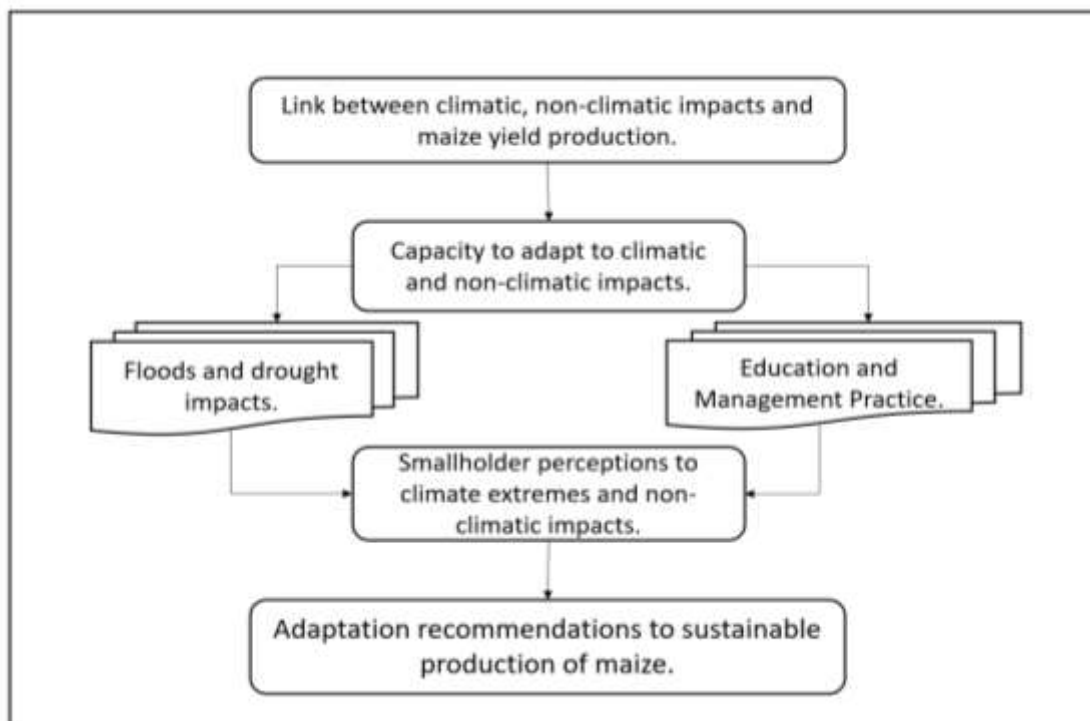 Link between climatic, non-climatic impacts and
maize yield production.
Capacity to adapt to climatic
and non-climatic impacts.
Floods and drought
impacts.
Education and
Management Practice.
Smallholder perceptions to
climate extremes and non-
climatic impacts.
Adaptation recommendations to sustainable
production of maize.